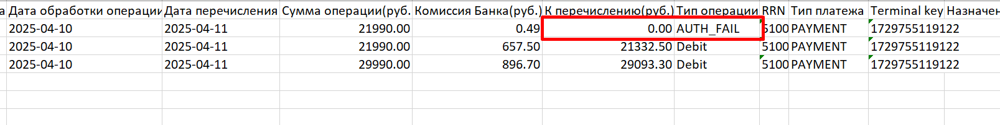 а Дата обработки операции Дата перечисления Сумма операции(руб. Комиссия Банка(руб.) К перечислению(руб.) Тип операции RRN Тип платежа Terminal key Назначен
2025-04-10 2025-04-11 21990.00 0.49 0.00 AUTH_FAIL 5100 PAYMENT 1729755119122
2025-04-10 2025-04-11 21990.00 657.50 21332.50 Debit 5100 PAYMENT 1729755119122
2025-04-10 2025-04-11 29990.00 896.70 29093.30 Debit 5100 PAYMENT 1729755119122